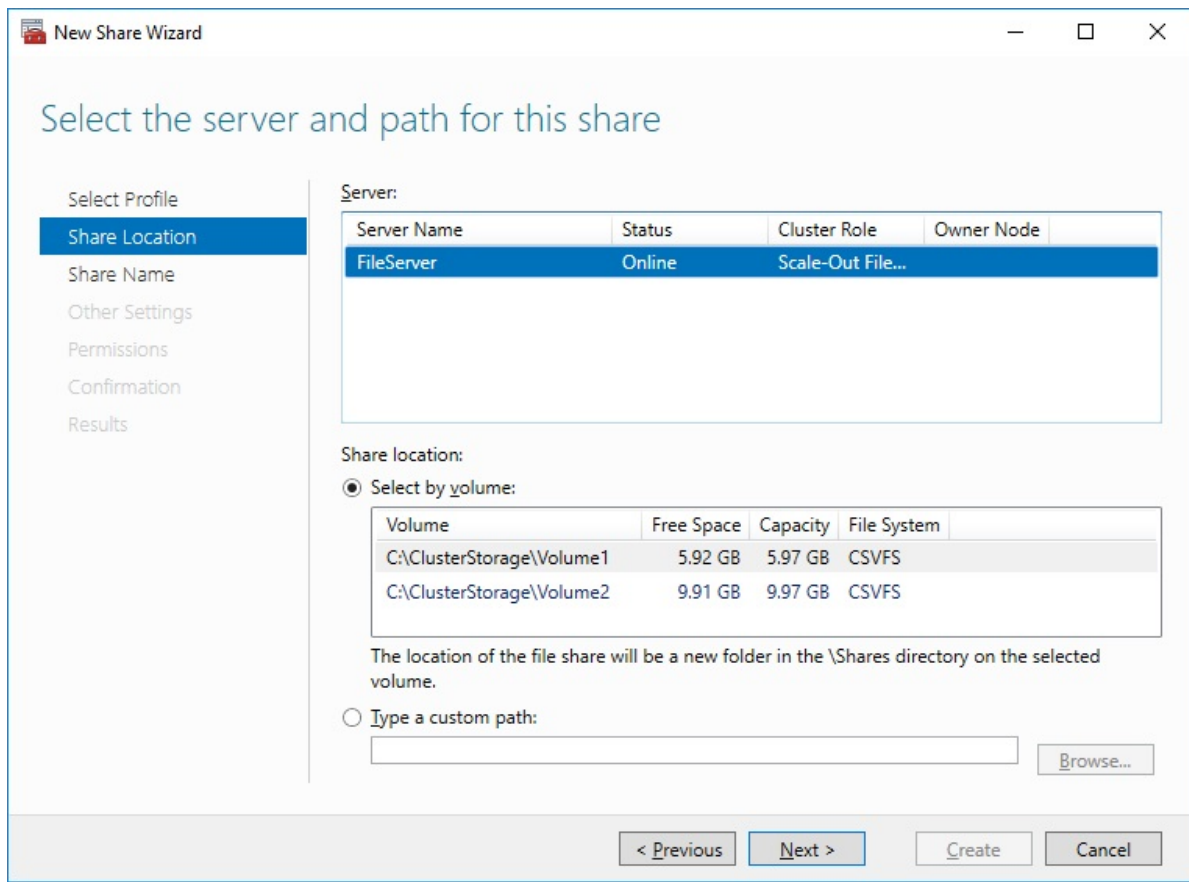 New Share Wizard
Select the server and path for this share
Select Profile
Share Location
Share Name
Other Settings
Permissions
Confirmation
Results
Server:
Server Name Status Cluster Role Owner Node
FileServer Online Scale-Out File...
Share location:
Select by volume:
Volume Free Space Capacity File System
C:\ClusterStorage\Volume1 5.92 GB 5.97 GB CSVFS
C:\ClusterStorage\Volume2 9.91 GB 9.97 GB CSVFS
The location of the file share will be a new folder in the \Shares directory on the selected
volume.
Type a custom path:
Browse...
< Previous Next > Create Cancel